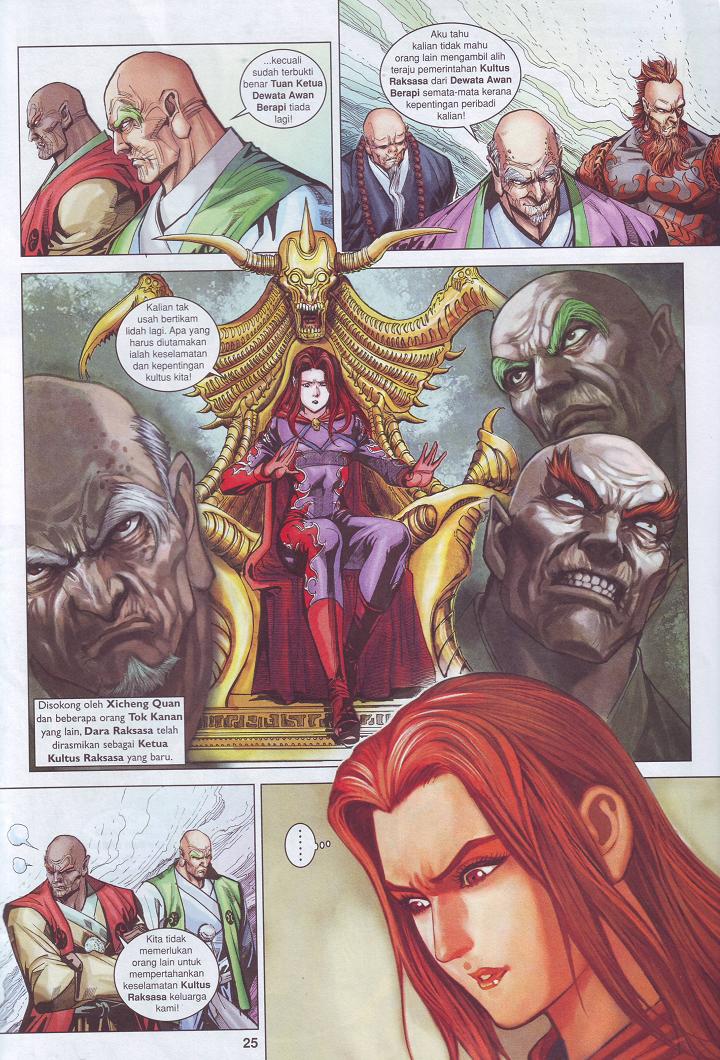 ...kecuali
sudah terbukti
benar Tuan Ketua
Dewata Awan
Berapi tiada
lagi!
Aku tahu
kalian tidak mahu
orang lain mengambil alih
teraju pemerintahan Kultus
Raksasa dari Dewata Awan
Berapi semata-mata kerana
kepentingan peribadi
kalian!
Kalian tak
usah bertikam
lidah lagi. Apa yang
harus diutamakan
ialah keselamatan
dan kepentingan
kultus kita!
Disokong oleh Xicheng Quan
dan beberapa orang Tok Kanan
yang lain, Dara Raksasa telah
dirasmikan sebagai Ketua
Kultus Raksasa yang baru.
Kita tidak
memerlukan
orang lain untuk
mempertahankan
keselamatan Kultus
Raksasa keluarga
kami!
......
25